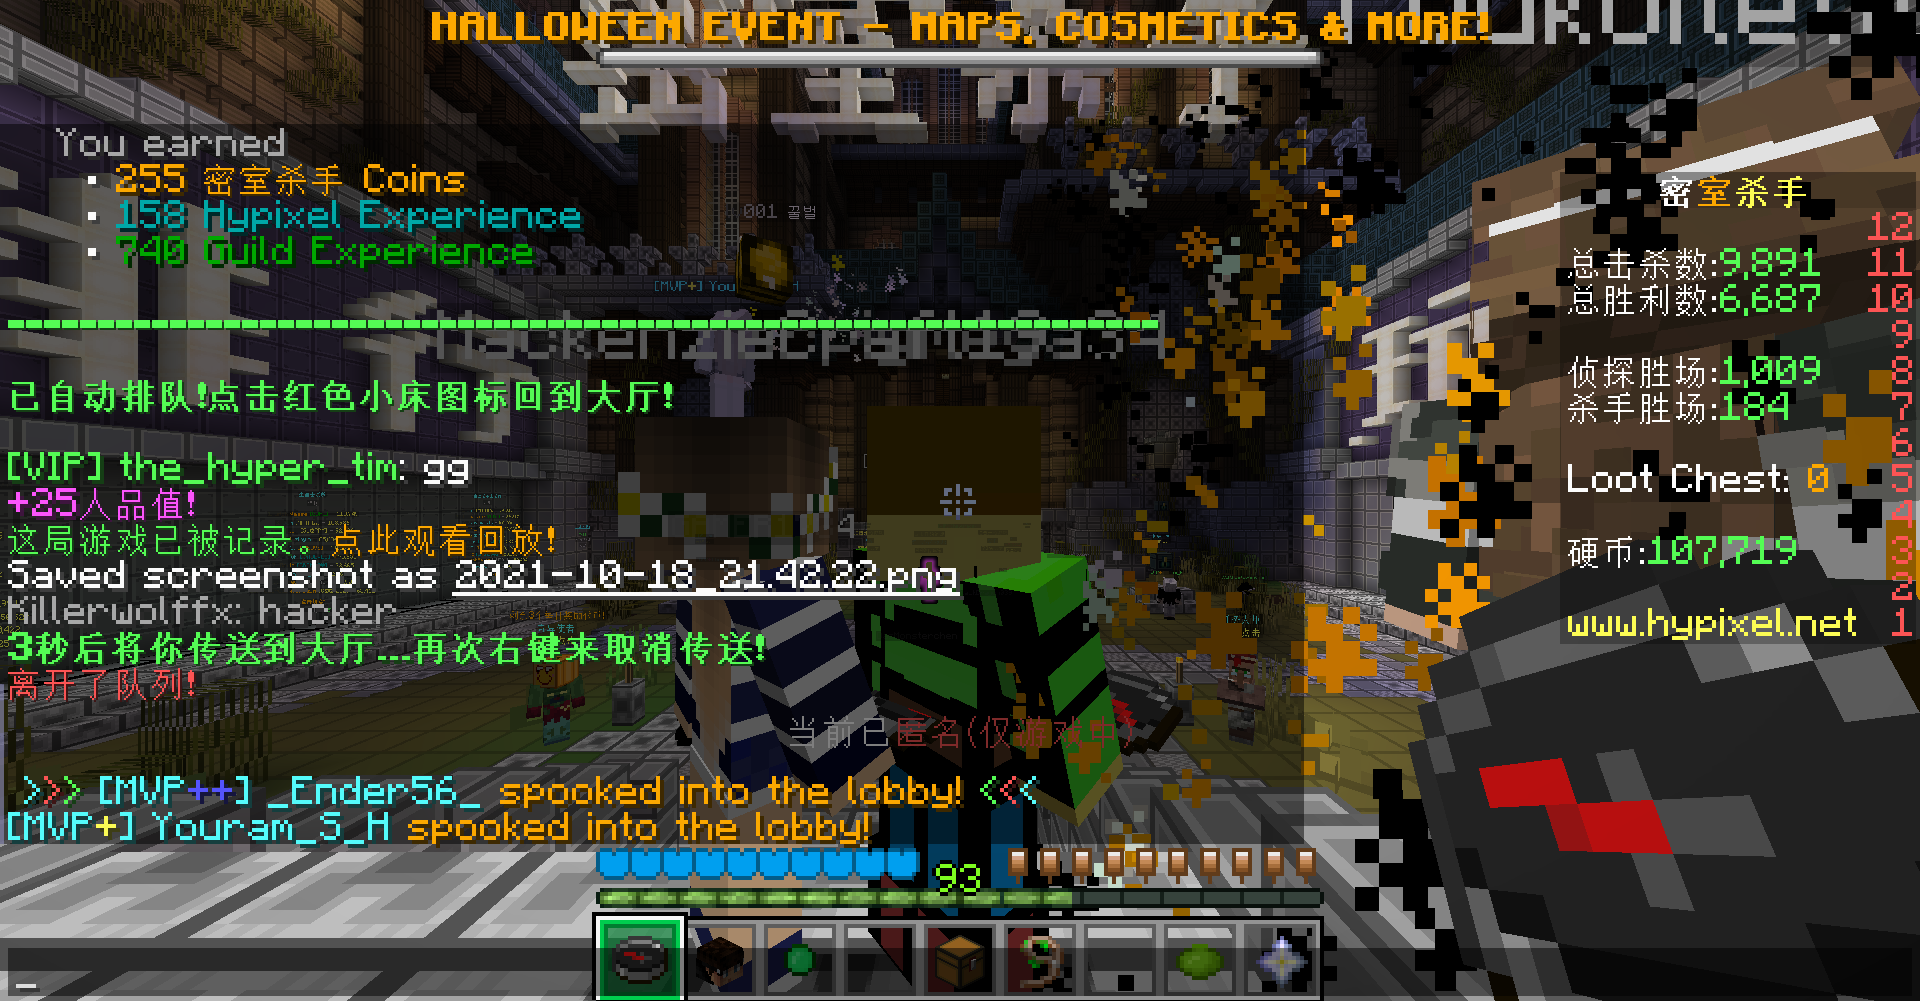 HALLOWEEN EVENT - MAPS, COSMETICS & MORE!
You earned
• 255 密室杀手 Coins
• 158 Hypixel Experience
• 740 Guild Experience
001 꿀벌
[MVP+] You
已自动排队!点击红色小床图标回到大厅!
[VIP] the_hyper_tim: gg
+25人品值!
这局游戏已被记录。点此观看回放!
Saved screenshot as 2021-10-18_21.42.22.png
Killerwolffx: hacker
3秒后将你传送到大厅...再次右键来取消传送!
离开了队列!
当前已匿名(仅游戏中)
>>> [MVP++] _Ender56_ spooked into the lobby! <<<
[MVP+] Youram_S_H spooked into the lobby!
93
密室杀手
12
总击杀数:9,891 11
总胜利数:6,687 10
9
侦探胜场:1,009 8
杀手胜场:184 7
6
Loot Chest: 0 5
4
硬币:107,719 3
2
www.hypixel.net 1